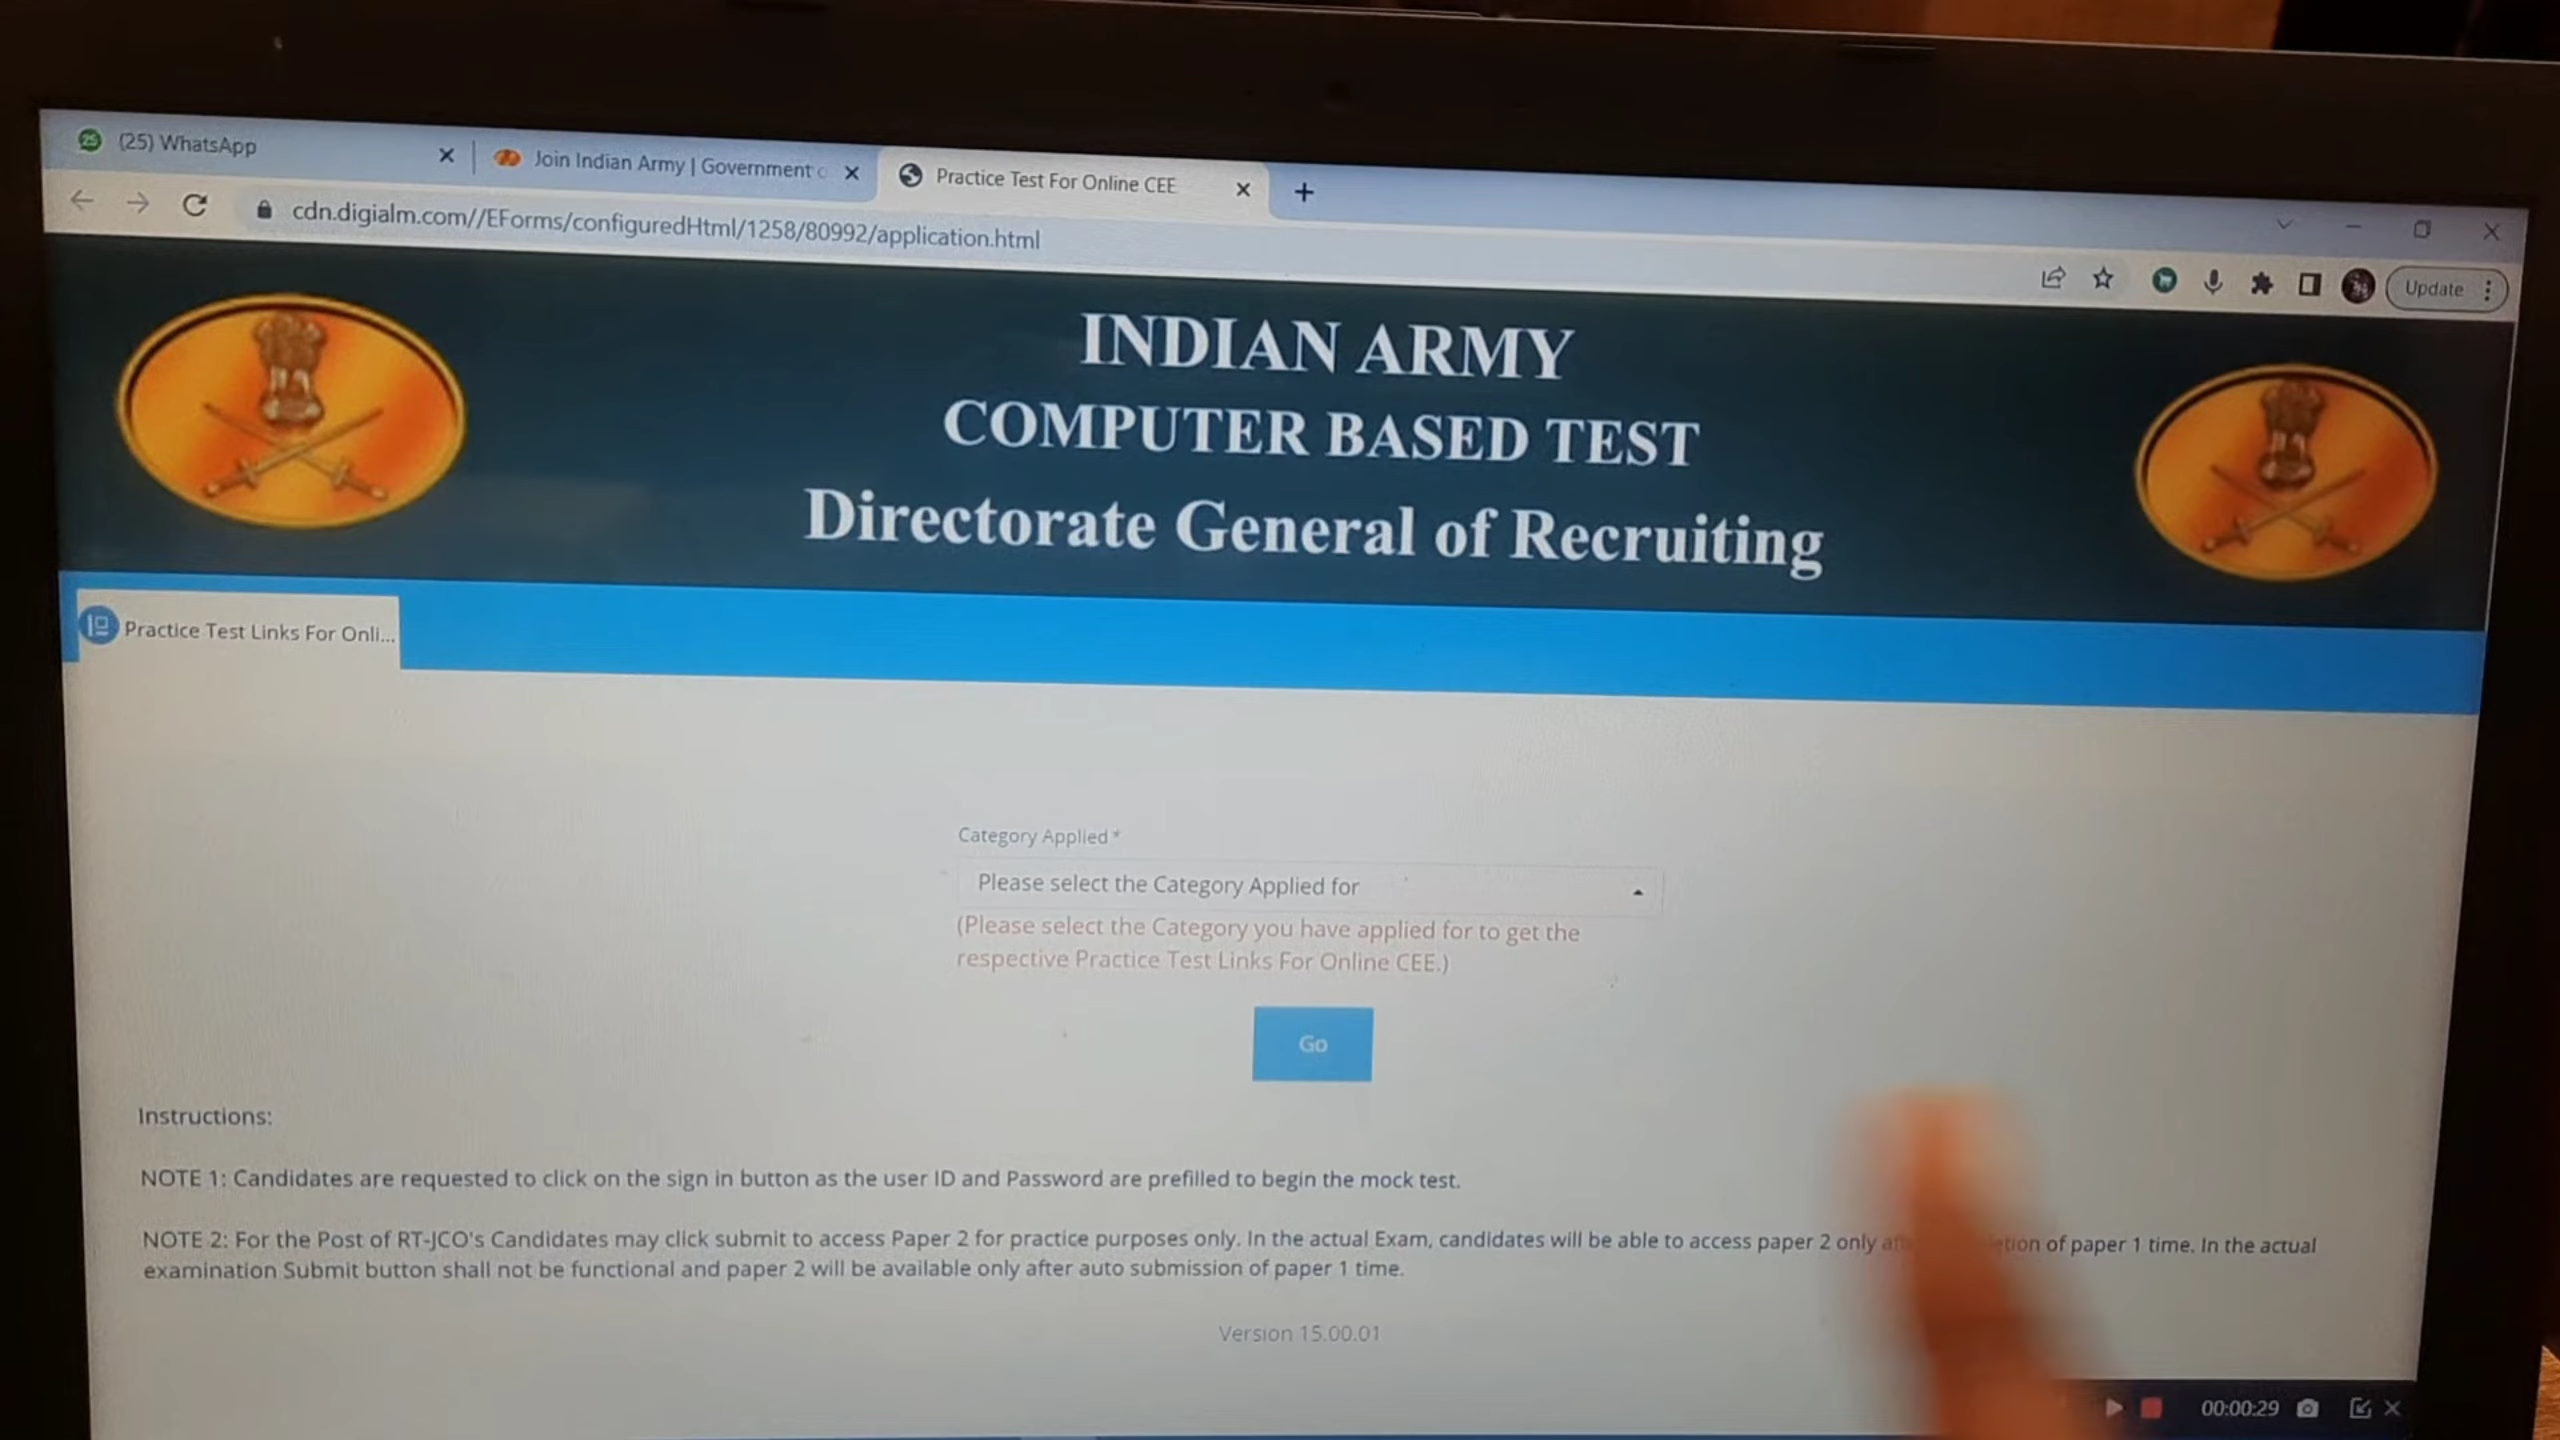 (25) WhatsApp
Join Indian Army | Government
Practice Test For Online CEE
cdn.digialm.com//EForms/configuredHtml/1258/80992/application.html
Update
INDIAN ARMY
COMPUTER BASED TEST
Directorate General of Recruiting
Practice Test Links For Onli...
Category Applied *
Please select the Category Applied for
(Please select the Category you have applied for to get the
respective Practice Test Links For Online CEE.)
Go
Instructions:
NOTE 1: Candidates are requested to click on the sign in button as the user ID and Password are prefilled to begin the mock test.
NOTE 2: For the Post of RT-JCO's Candidates may click submit to access Paper 2 for practice purposes only. In the actual Exam, candidates will be able to access paper 2 only of paper 1 time. In the actual
examination Submit button shall not be functional and paper 2 will be available only after auto submission of paper 1 time.
Version 15.00.01
00:00:29